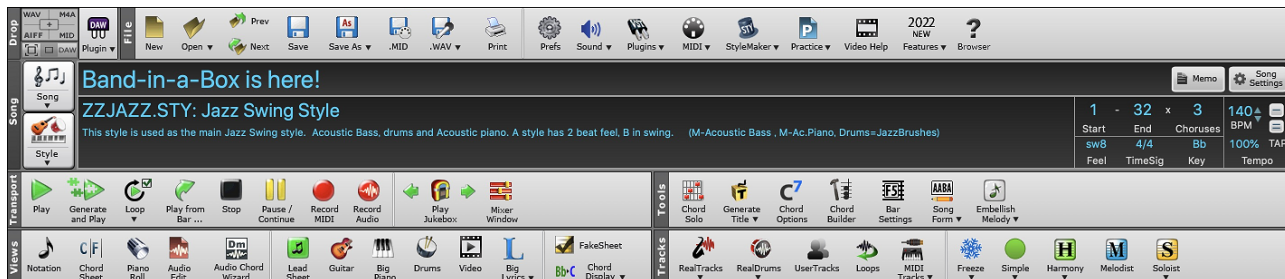 Drop
WAV M4A
AIFF MID
DAW
DAW
Plugin
File
New
Open
Prev
Next
Save
As
Save As
.MID
.WAV
Print
Prefs
Sound
Plugins
MIDI
STY
StyleMaker
P
Practice
Video Help
2022
NEW
Features
?
Browser
Song
Song
Style
Band-in-a-Box is here!
Memo
Song
Settings
ZZJAZZ.STY: Jazz Swing Style
This style is used as the main Jazz Swing style. Acoustic Bass, drums and Acoustic piano. A style has 2 beat feel, B in swing. (M-Acoustic Bass , M-Ac.Piano, Drums=JazzBrushes)
1 - 32 x 3
Start End Choruses
sw8 4/4 Bb
Feel TimeSig Key
140
BPM
100% TAP
Tempo
Transport
Play
Generate
and Play
Loop
Play from
Bar ...
Stop
Pause /
Continue
Record
MIDI
Record
Audio
Play
Jukebox
Mixer
Window
Tools
Chord
Solo
T
Generate
Title
C7
Chord
Options
Chord
Builder
Bar
Settings
AABA
Song
Form
Embellish
Melody
Views
Notation
C|F|
Chord
Sheet
Piano
Roll
Audio
Edit
Dm
Audio Chord
Wizard
Lead
Sheet
Guitar
Big
Piano
Drums
Video
L
Big
Lyrics
FakeSheet
Bb▸C
Chord
Display
Tracks
RealTracks
RealDrums
UserTracks
Loops
MIDI
Tracks
Freeze
Simple
H
Harmony
M
Melodist
S
Soloist